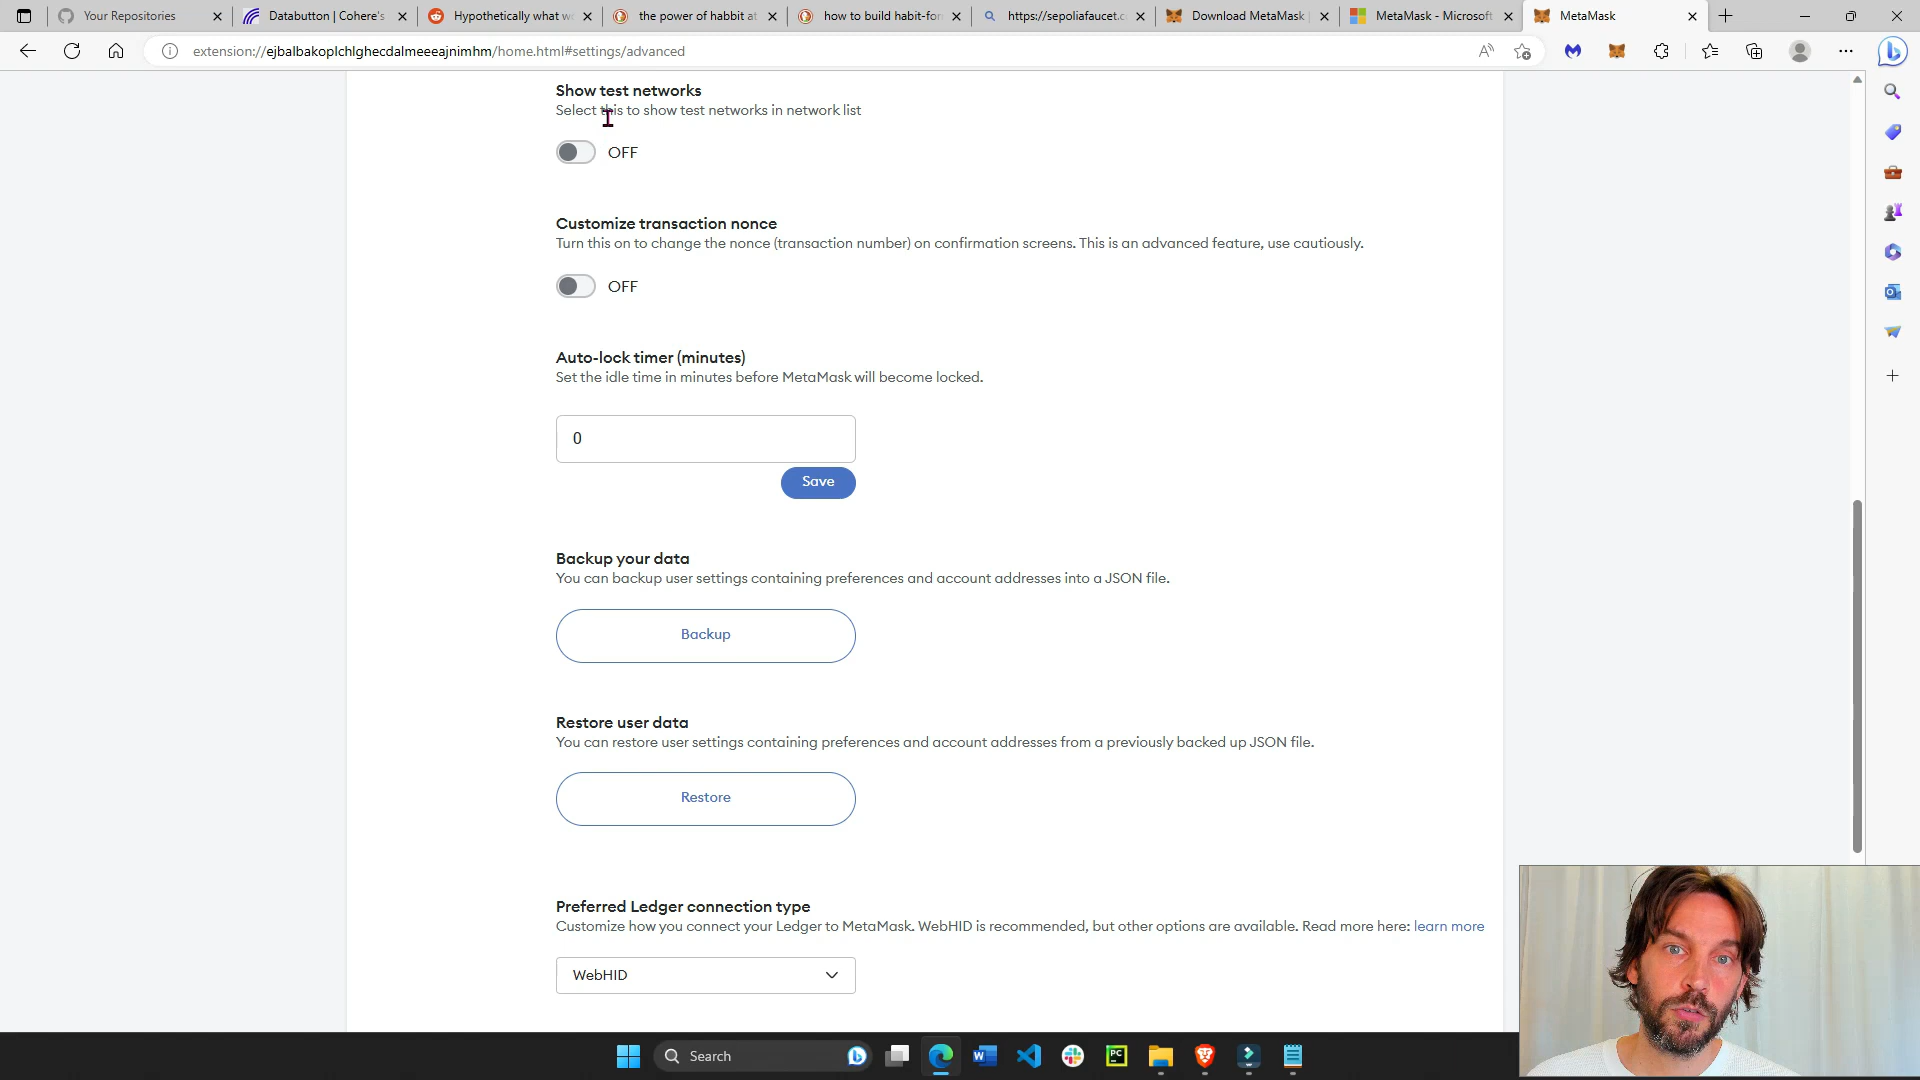 Your Repositories
Databutton | Cohere's
Hypothetically what w
the power of habbit at
how to build habit-for
https://sepoliafaucet.c
Download MetaMask
MetaMask - Microsoft
MetaMask
extension://ejbalbakoplchlghecdalmeeeajnimhm/home.html#settings/advanced
Show test networks
Select this to show test networks in network list
OFF
Customize transaction nonce
Turn this on to change the nonce (transaction number) on confirmation screens. This is an advanced feature, use cautiously.
OFF
Auto-lock timer (minutes)
Set the idle time in minutes before MetaMask will become locked.
0
Save
Backup your data
You can backup user settings containing preferences and account addresses into a JSON file.
Backup
Restore user data
You can restore user settings containing preferences and account addresses from a previously backed up JSON file.
Restore
Preferred Ledger connection type
Customize how you connect your Ledger to MetaMask. WebHID is recommended, but other options are available. Read more here: learn more
WebHID
Search